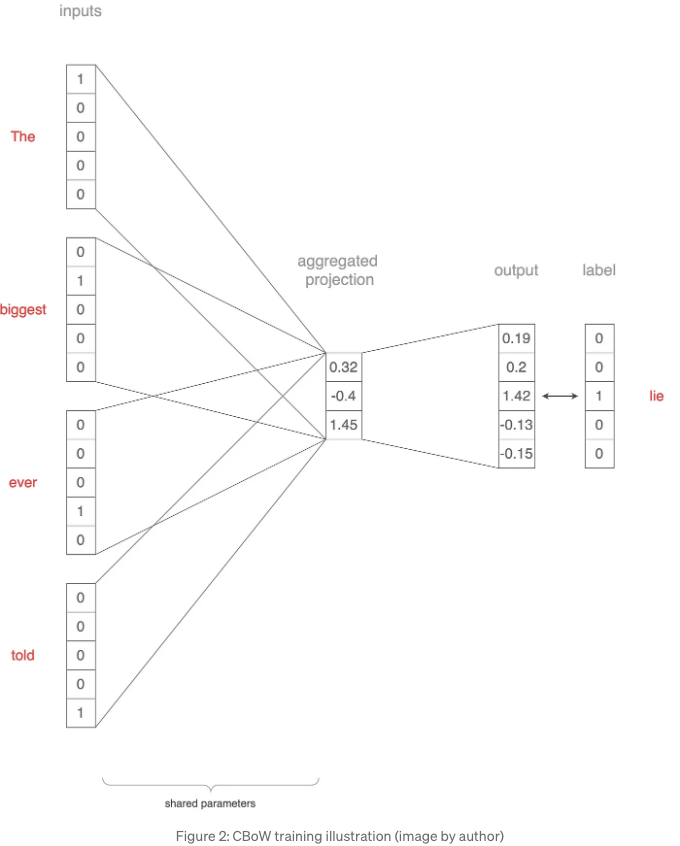 inputs
The
1
0
0
0
0
biggest
0
1
0
0
0
ever
0
0
0
1
0
told
0
0
0
0
1
shared parameters
aggregated
projection
0.32
-0.4
1.45
output
0.19
0.2
1.42
-0.13
-0.15
label
0
0
1
0
0
lie
Figure 2: CBoW training illustration (image by author)